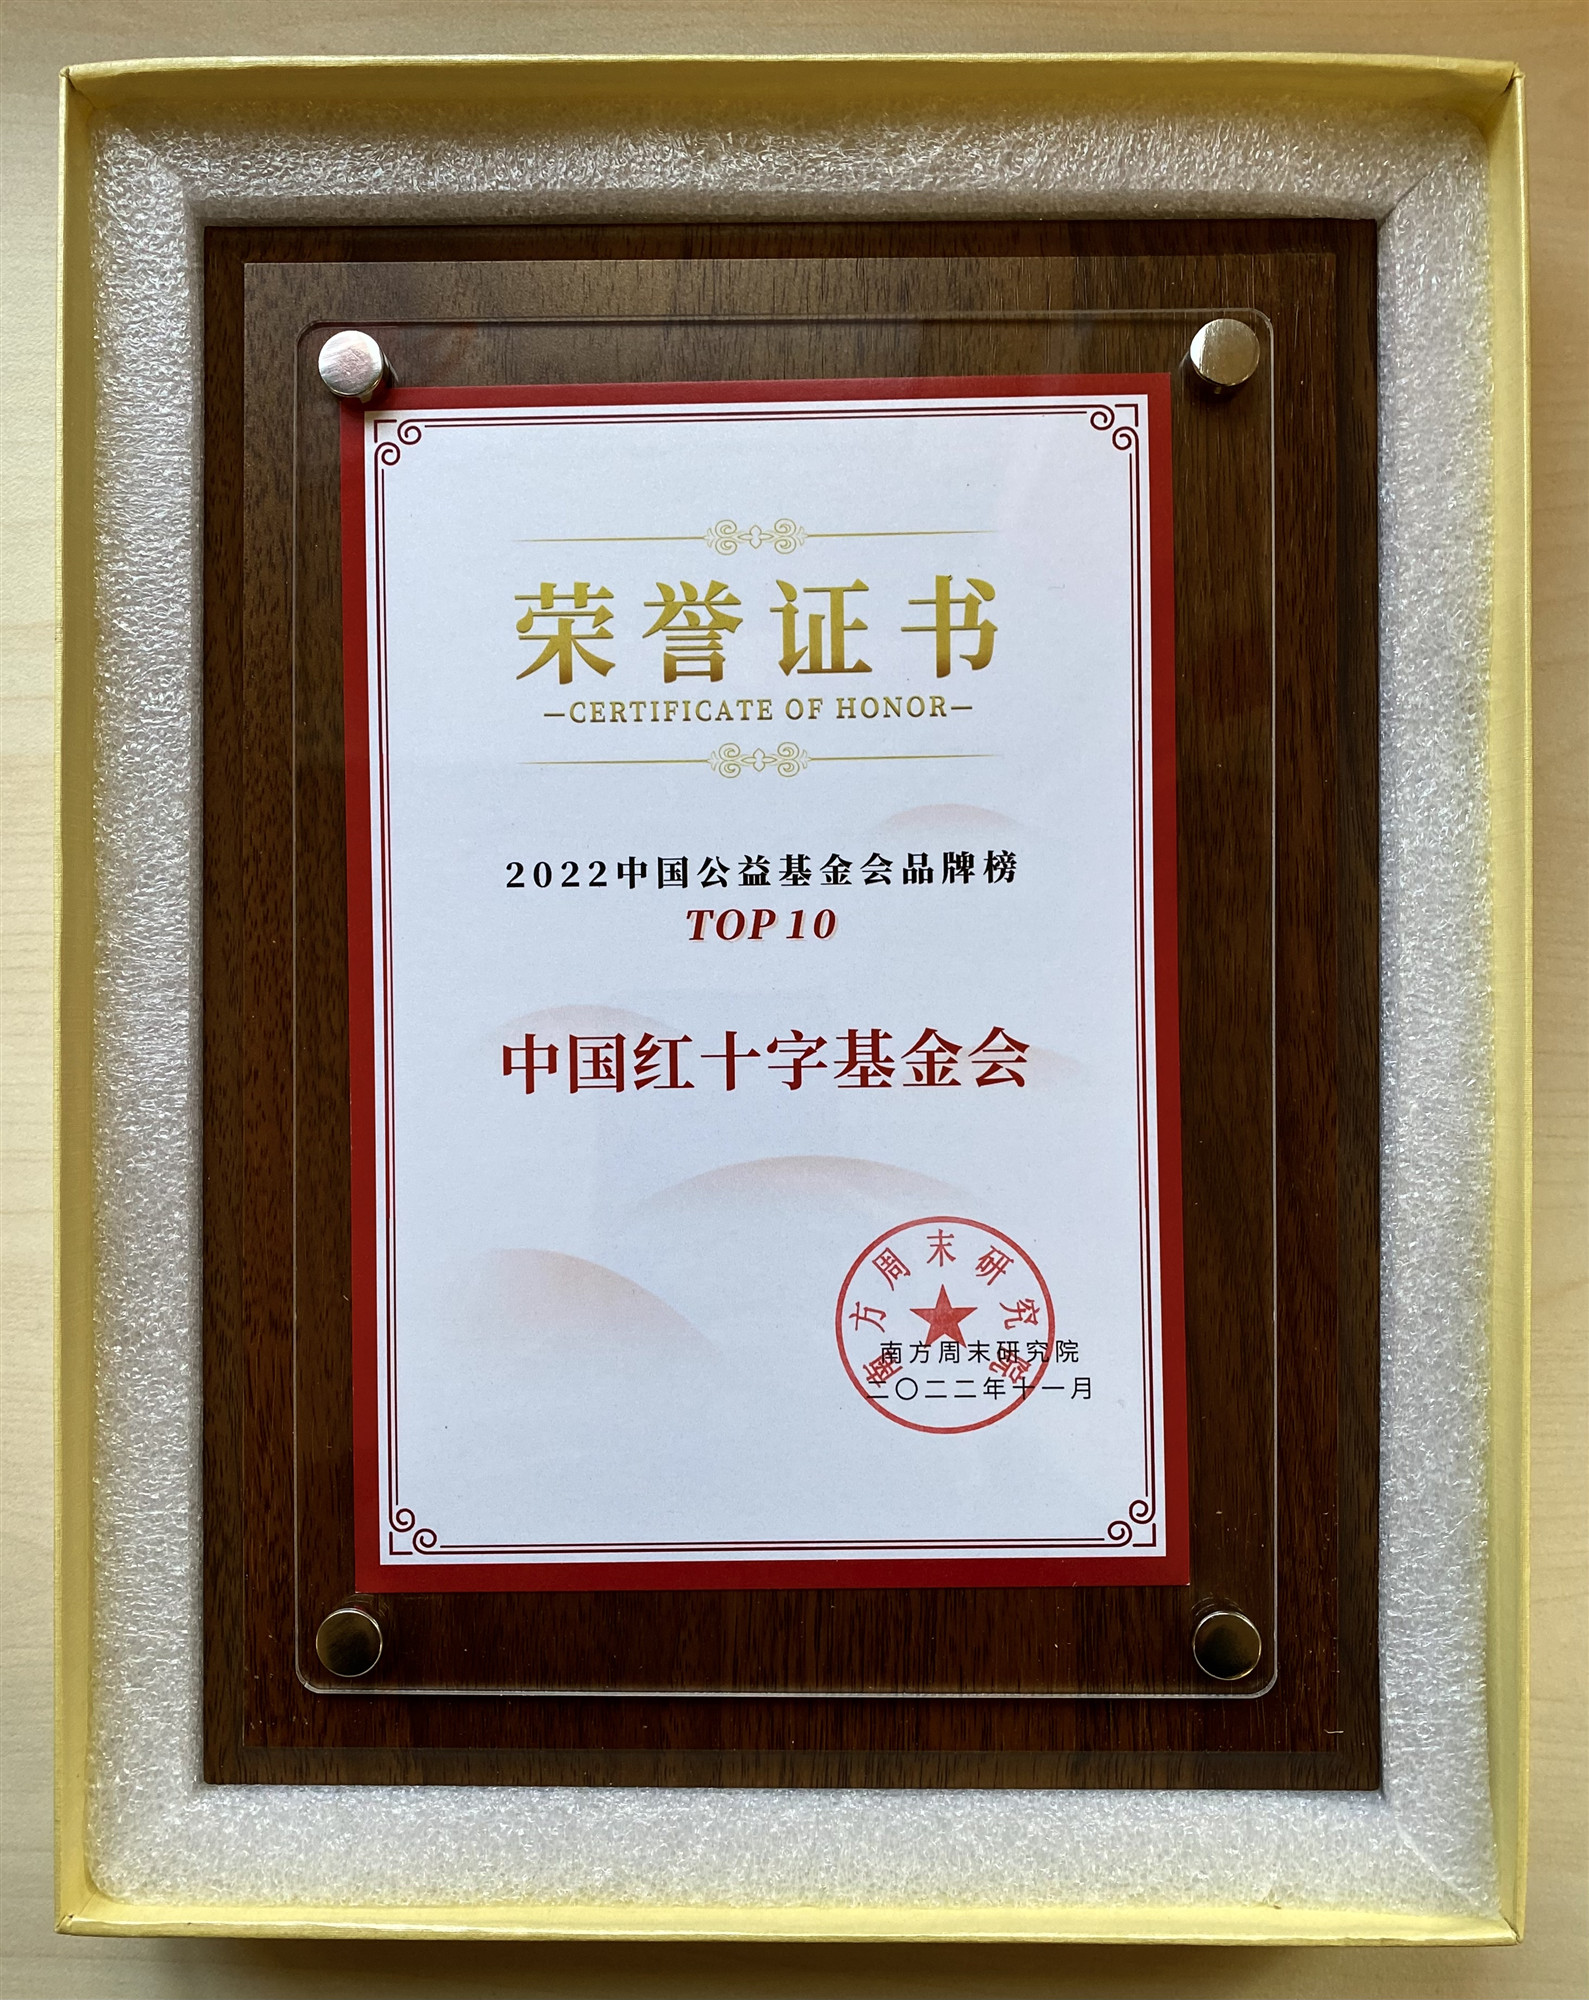 荣誉证书
—CERTIFICATE OF HONOR—
2022中国公益基金会品牌榜
TOP 10
中国红十字基金会
南方周末研究院
南方周末研究院
二〇二二年十一月